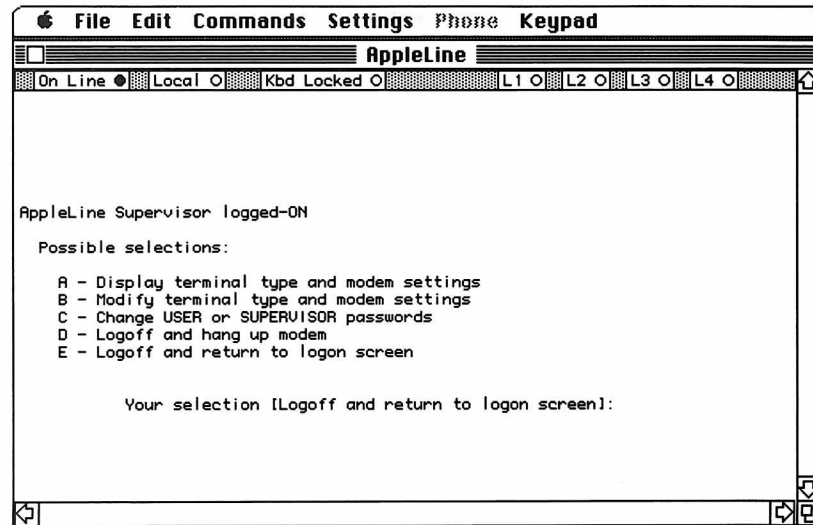 File Edit Commands Settings Phone Keypad
AppleLine
On Line Local Kbd Locked L1 L2 L3 L4
AppleLine Supervisor logged-ON
Possible selections:
A - Display terminal type and modem settings
B - Modify terminal type and modem settings
C - Change USER or SUPERVISOR passwords
D - Logoff and hang up modem
E - Logoff and return to logon screen
Your selection [Logoff and return to logon screen]: